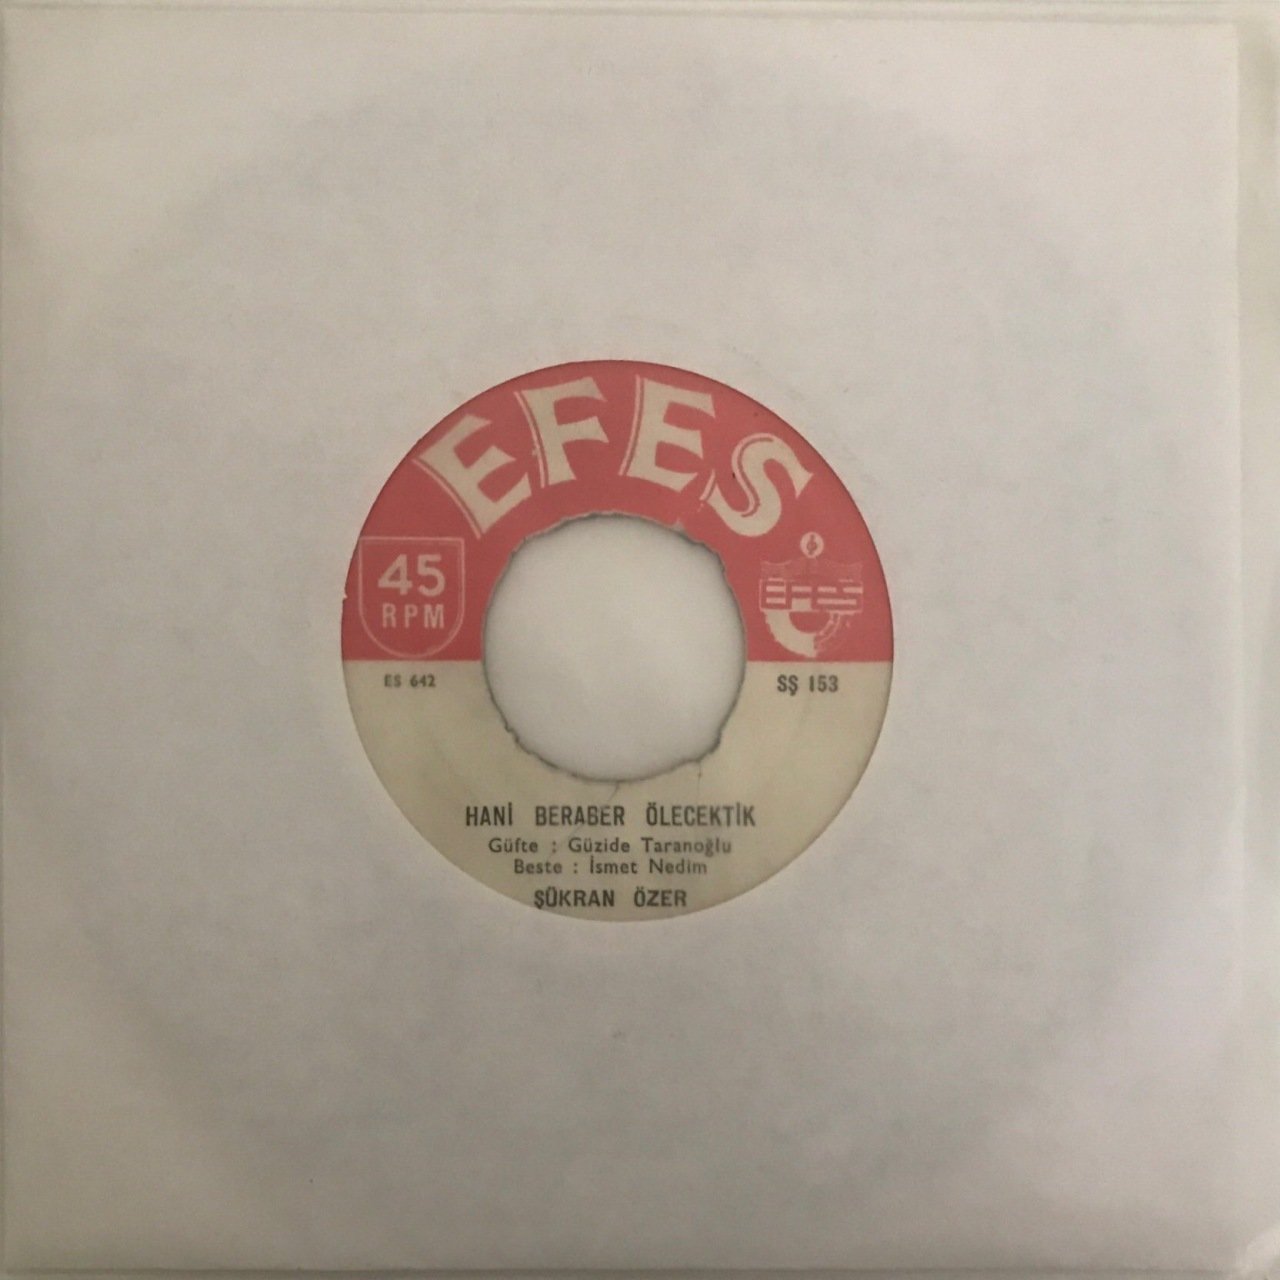 EFES
45
RPM
EFES
ES 642
SŞ 153
HANİ BERABER ÖLECEKTİK
Güfte : Güzide Taranoğlu
Beste : İsmet Nedim
ŞÜKRAN ÖZER